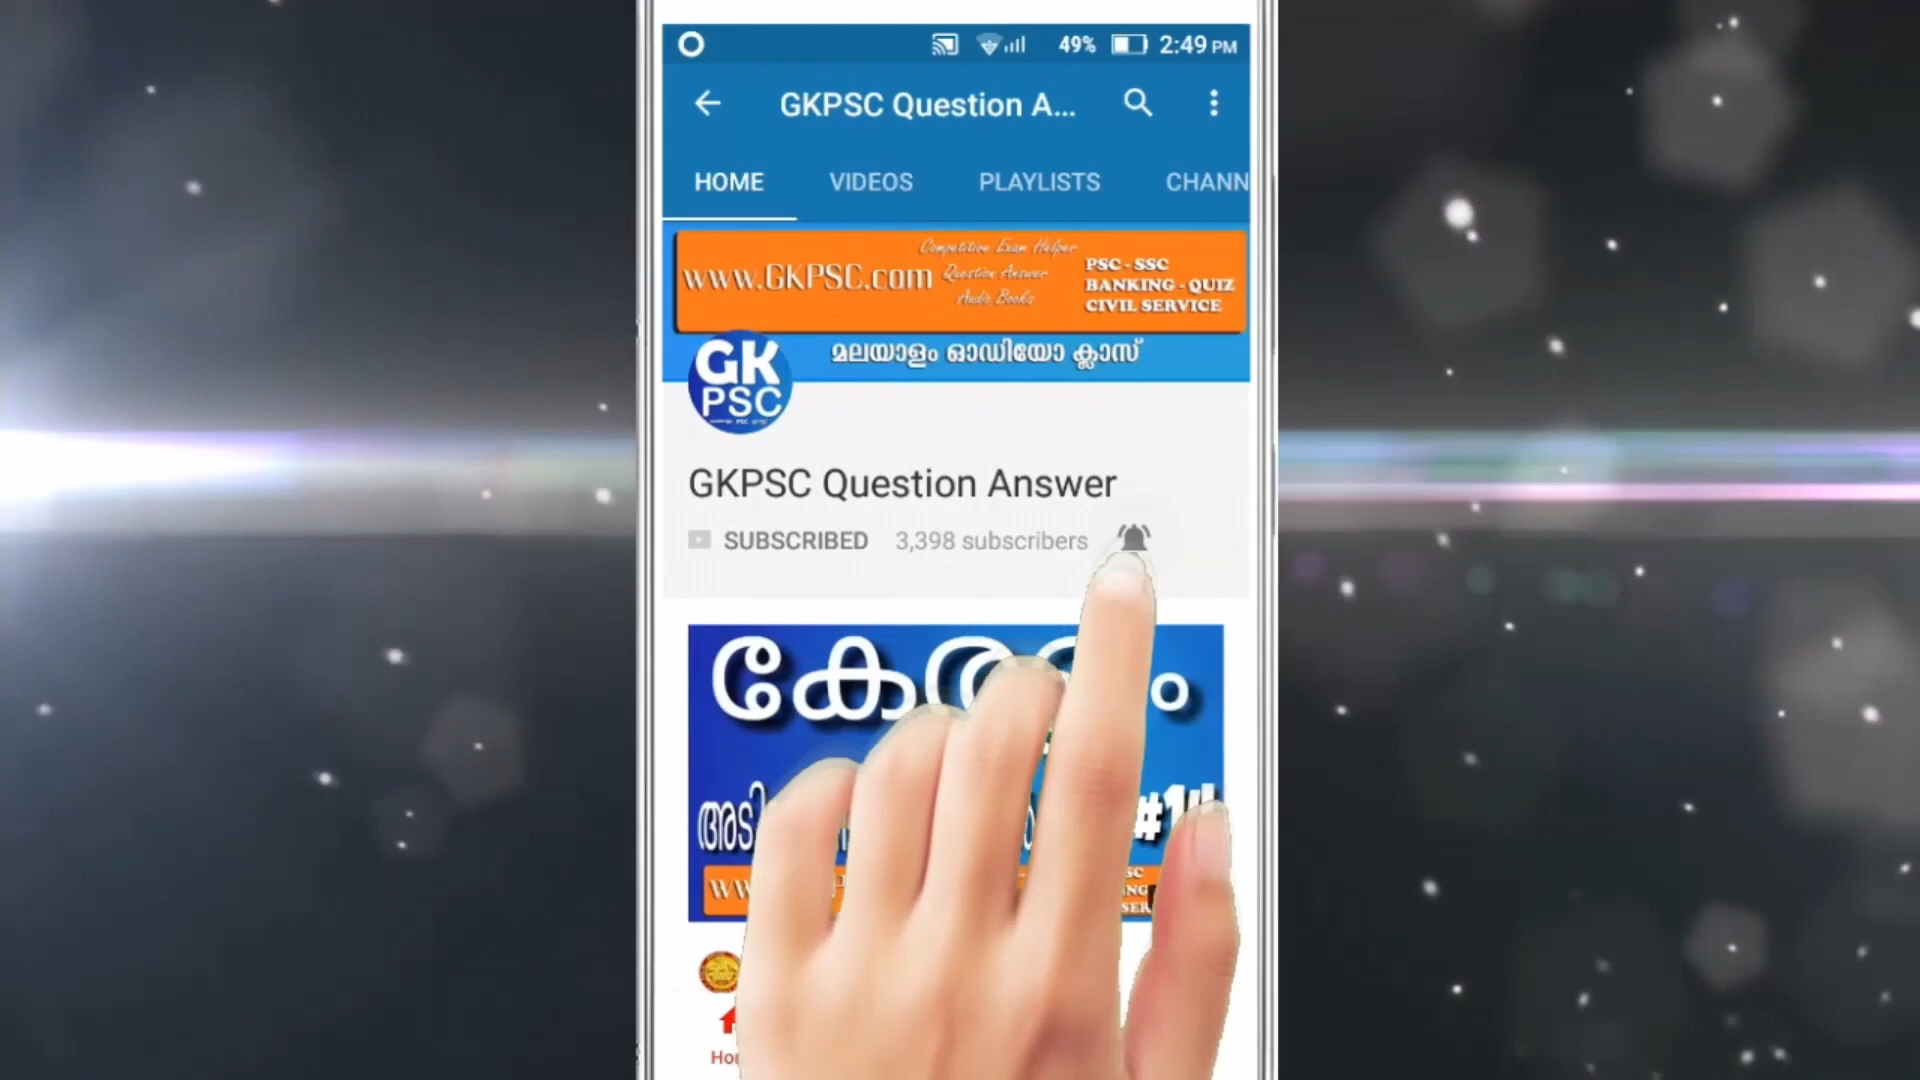 49% 2:49 PM
GKPSC Question A...
HOME VIDEOS PLAYLISTS CHANN
www.GKPSC.com
Competitive Exam Helper
Question Answer
Audio Books
PSC - SSC
BANKING - QUIZ
CIVIL SERVICE
GK
PSC
മലയാളം ഓഡിയോ ക്ലാസ്
GKPSC Question Answer
SUBSCRIBED 3,398 subscribers